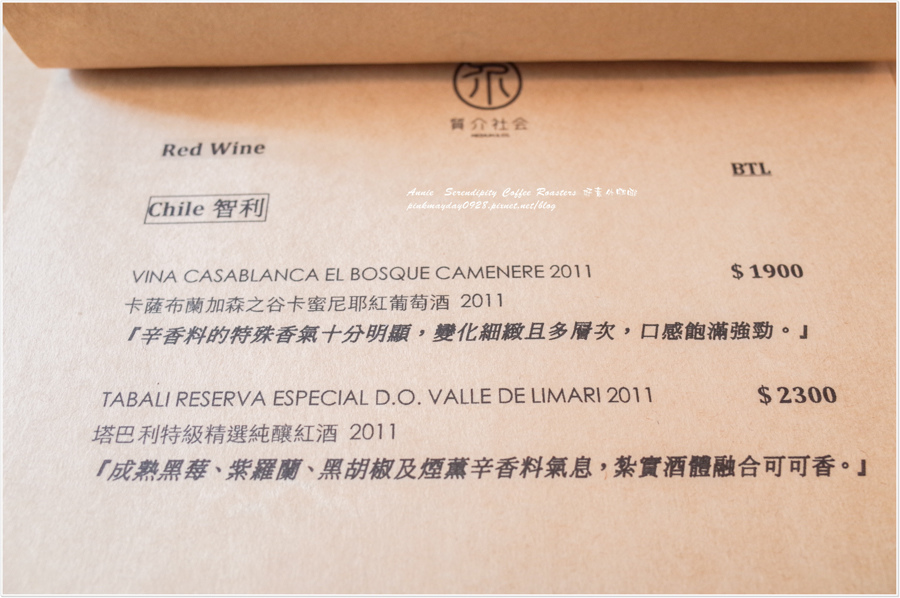 質介社会
Red Wine
BTL
Annie Serendipity Coffee Roasters
pinkmayday0928.pixnet.net/blog
Chile 智利
VINA CASABLANCA EL BOSQUE CAMENERE 2011 $1900
卡薩布蘭加森之谷卡蜜尼耶紅葡萄酒 2011
『辛香料的特殊香氣十分明顯，變化細緻且多層次，口感飽滿強勁。』
TABALI RESERVA ESPECIAL D.O. VALLE DE LIMARI 2011 $2300
塔巴利特級精選純釀紅酒 2011
『成熟黑莓、紫羅蘭、黑胡椒及煙薰辛香料氣息，紮實酒體融合可可香。』